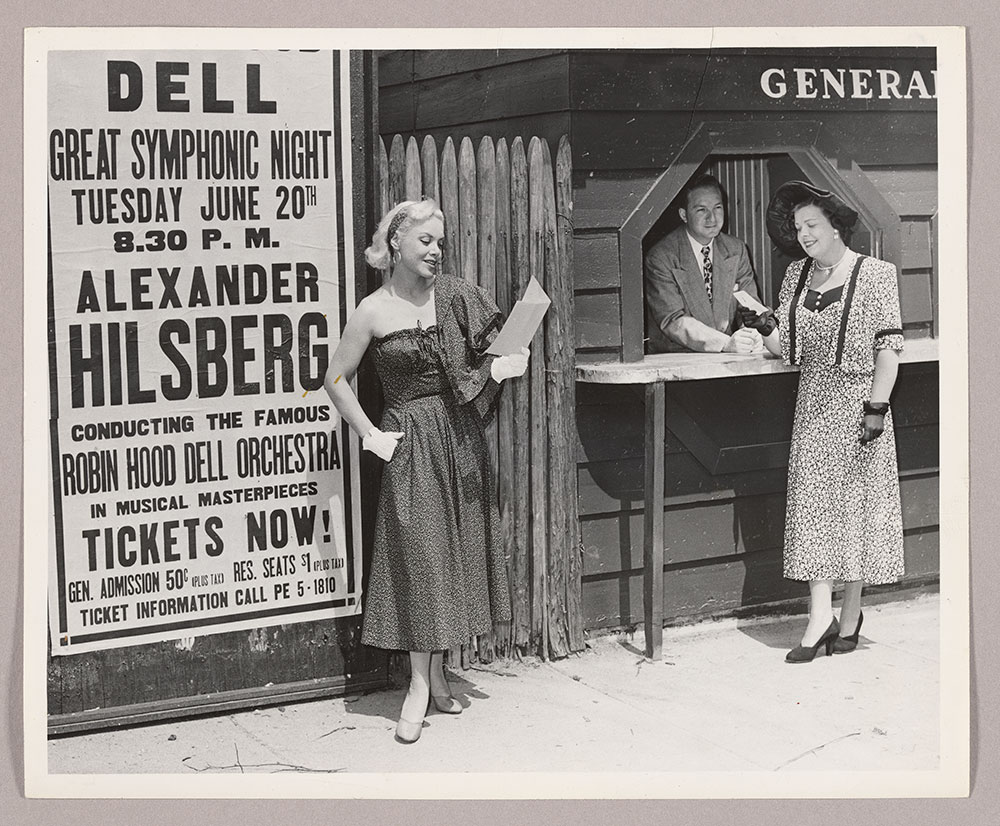 DELL
GREAT SYMPHONIC NIGHT
TUESDAY JUNE 20TH
8.30 P. M.
ALEXANDER
HILSBERG
CONDUCTING THE FAMOUS
ROBIN HOOD DELL ORCHESTRA
IN MUSICAL MASTERPIECES
TICKETS NOW!
GEN. ADMISSION 50¢ (PLUS TAX) RES. SEATS $1 (PLUS TAX)
TICKET INFORMATION CALL PE 5-1810
GENERAL